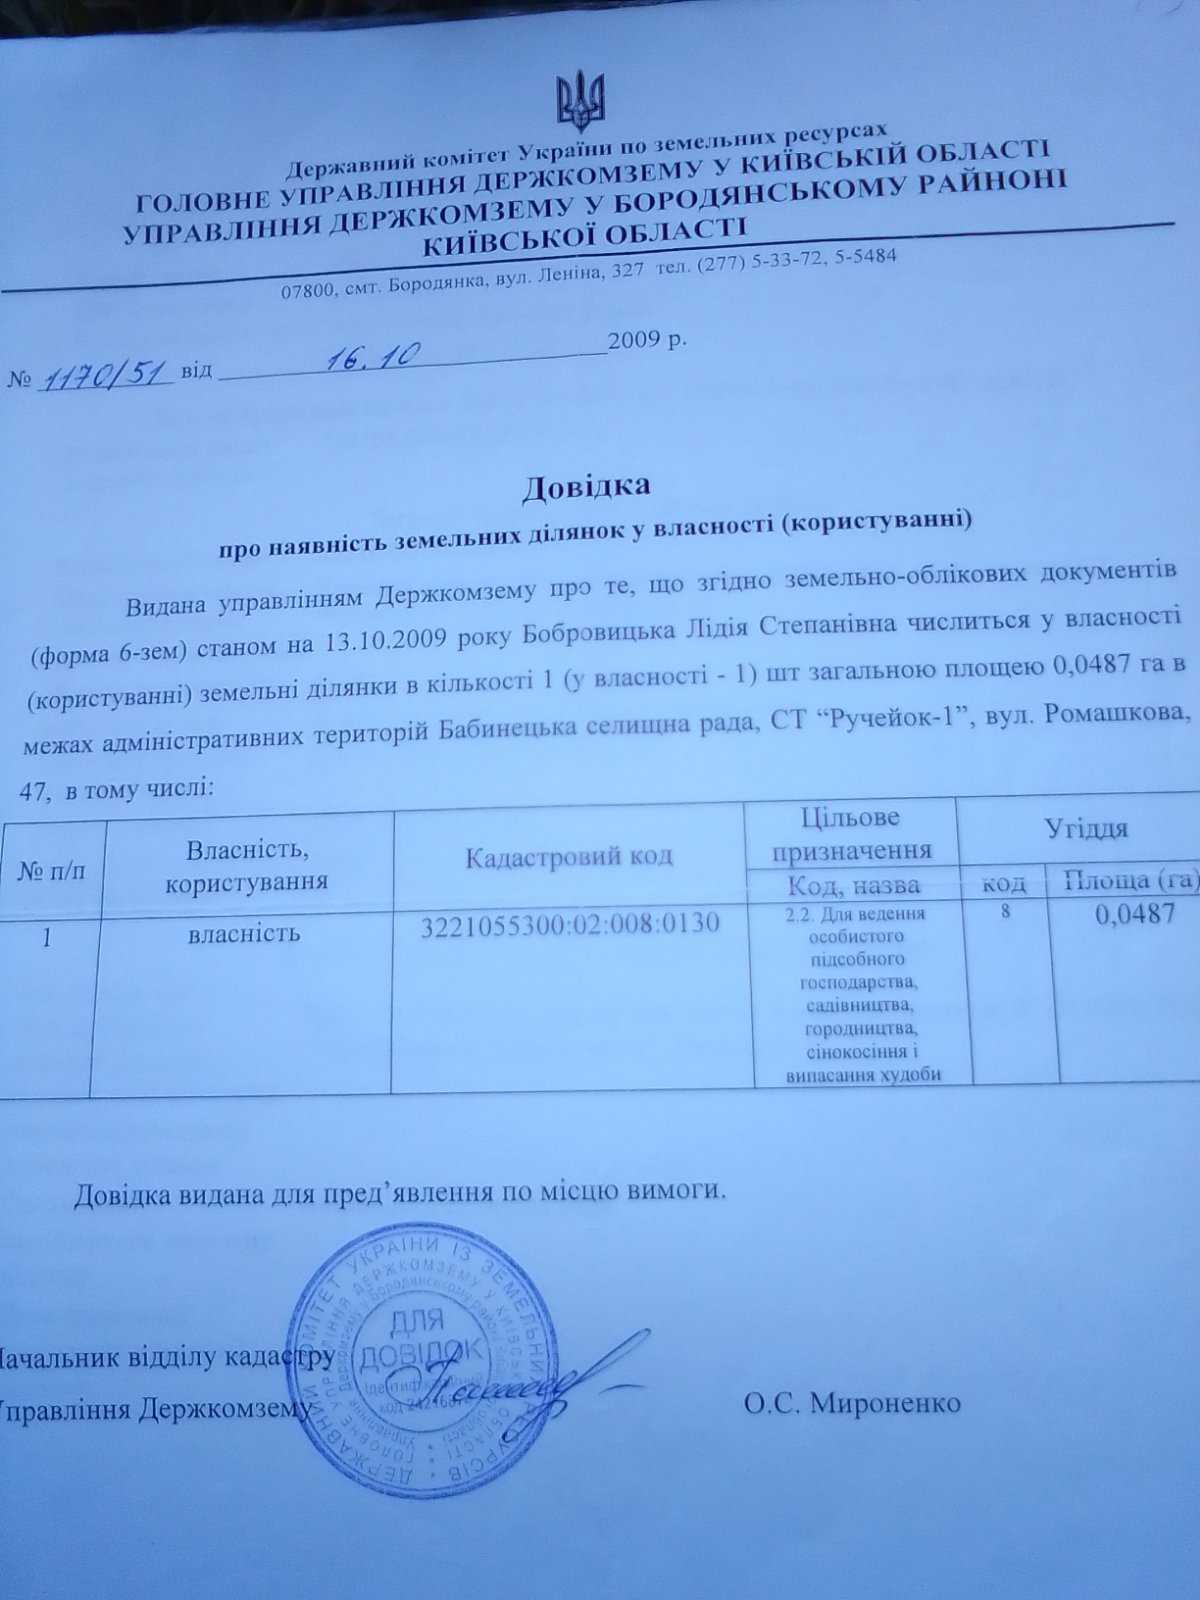 Державний комітет України по земельних ресурсах
ГОЛОВНЕ УПРАВЛІННЯ ДЕРЖКОМЗЕМУ У КИЇВСЬКІЙ ОБЛАСТІ
УПРАВЛІННЯ ДЕРЖКОМЗЕМУ У БОРОДЯНСЬКОМУ РАЙНОНІ
КИЇВСЬКОЇ ОБЛАСТІ
07800, смт. Бородянка, вул. Леніна, 327 тел. (277) 5-33-72, 5-5484
№ 1170/51 від 16.10 2009 р.
Довідка
про наявність земельних ділянок у власності (користуванні)
Видана управлінням Держкомзему про те, що згідно земельно-облікових документів
(форма 6-зем) станом на 13.10.2009 року Бобровицька Лідія Степанівна числиться у власності
(користуванні) земельні ділянки в кількості 1 (у власності - 1) шт загальною площею 0,0487 га в
межах адміністративних територій Бабинецька селищна рада, СТ “Ручейок-1”, вул. Ромашкова,
47, в тому числі:
№ п/п
Власність,
користування
Кадастровий код
Цільове
призначення
Код, назва
Угіддя
код
Площа (га)
1
власність
3221055300:02:008:0130
2.2. Для ведення
особистого
підсобного
господарства,
садівництва,
городництва,
сінокосіння і
випасання худоби
8
0,0487
Довідка видана для пред’явлення по місцю вимоги.
Начальник відділу кадастру
Управління Держкомзему
О.С. Мироненко
ДЕРЖАВНИЙ КОМІТЕТ УКРАЇНИ ІЗ ЗЕМЕЛЬНИХ РЕСУРСІВ
ГОЛОВНЕ УПРАВЛІННЯ ДЕРЖКОМЗЕМУ У КИЇВСЬКІЙ ОБЛАСТІ
Управління Держкомзему у Бородянському районі
ДЛЯ
ДОВІДОК
Ідентифікаційний
код